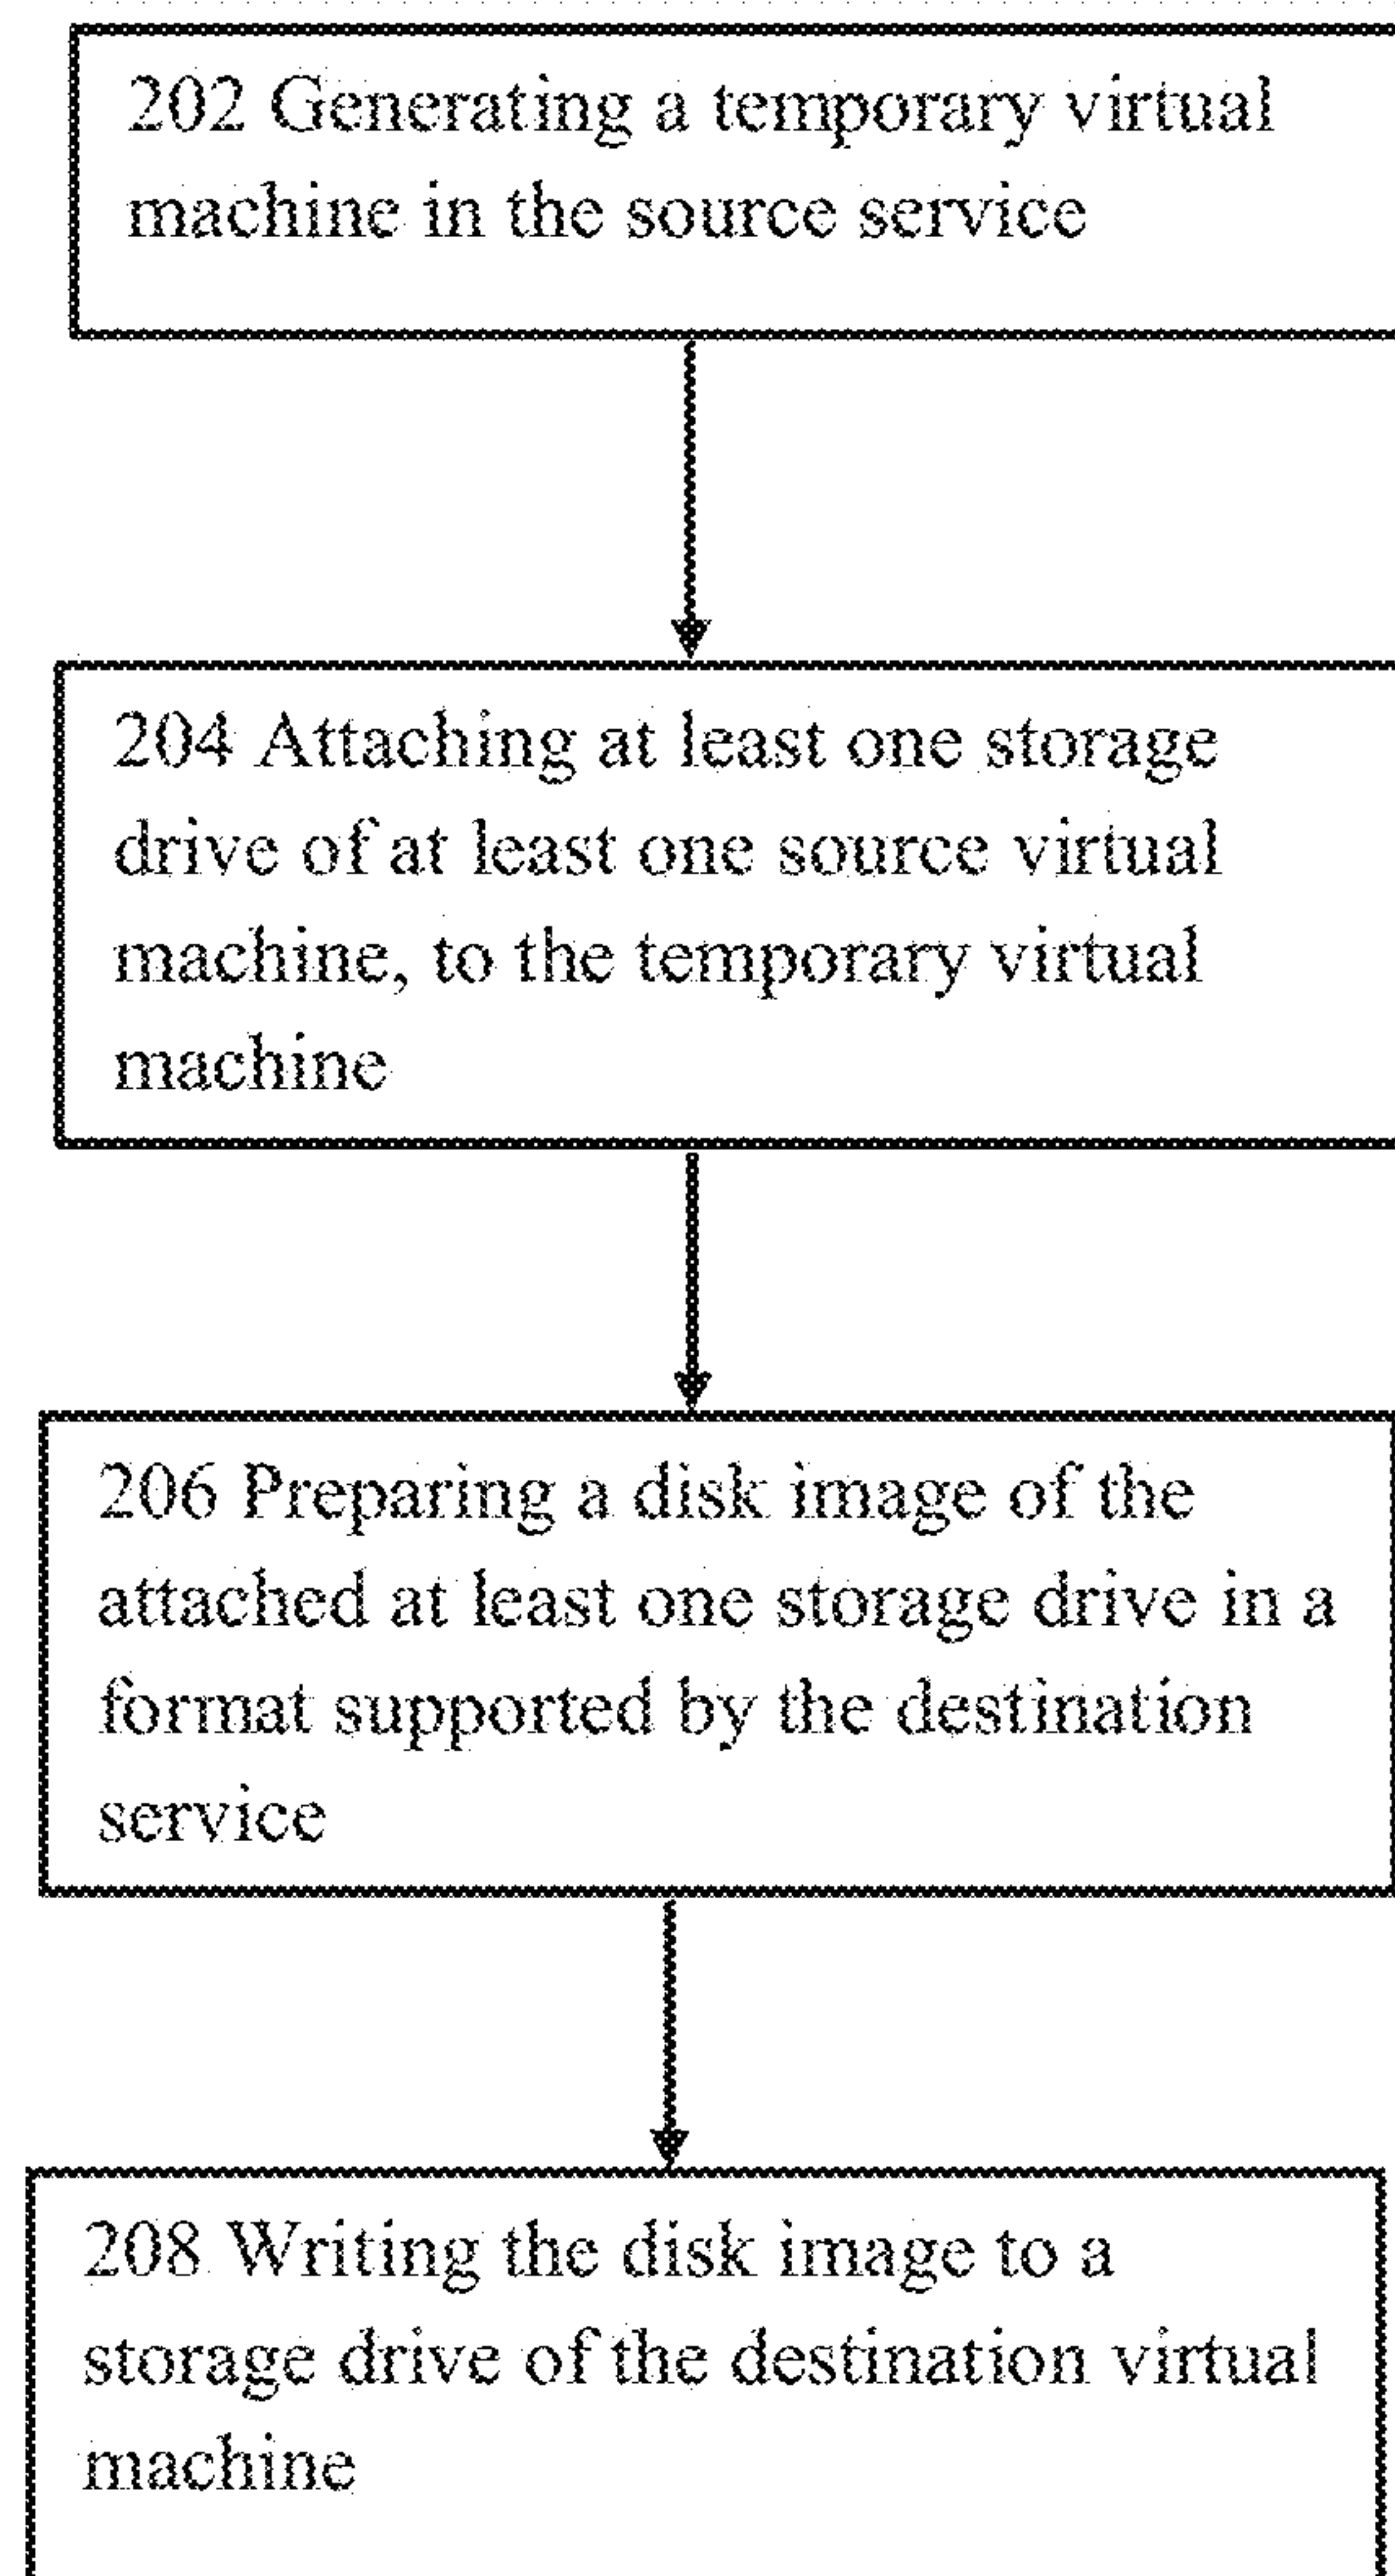 202 Generating a temporary virtual
machine in the source service
204 Attaching at least one storage
drive of at least one source virtual
machine, to the temporary virtual
machine
206 Preparing a disk image of the
attached at least one storage drive in a
format supported by the destination
service
208 Writing the disk image to a
storage drive of the destination virtual
machine